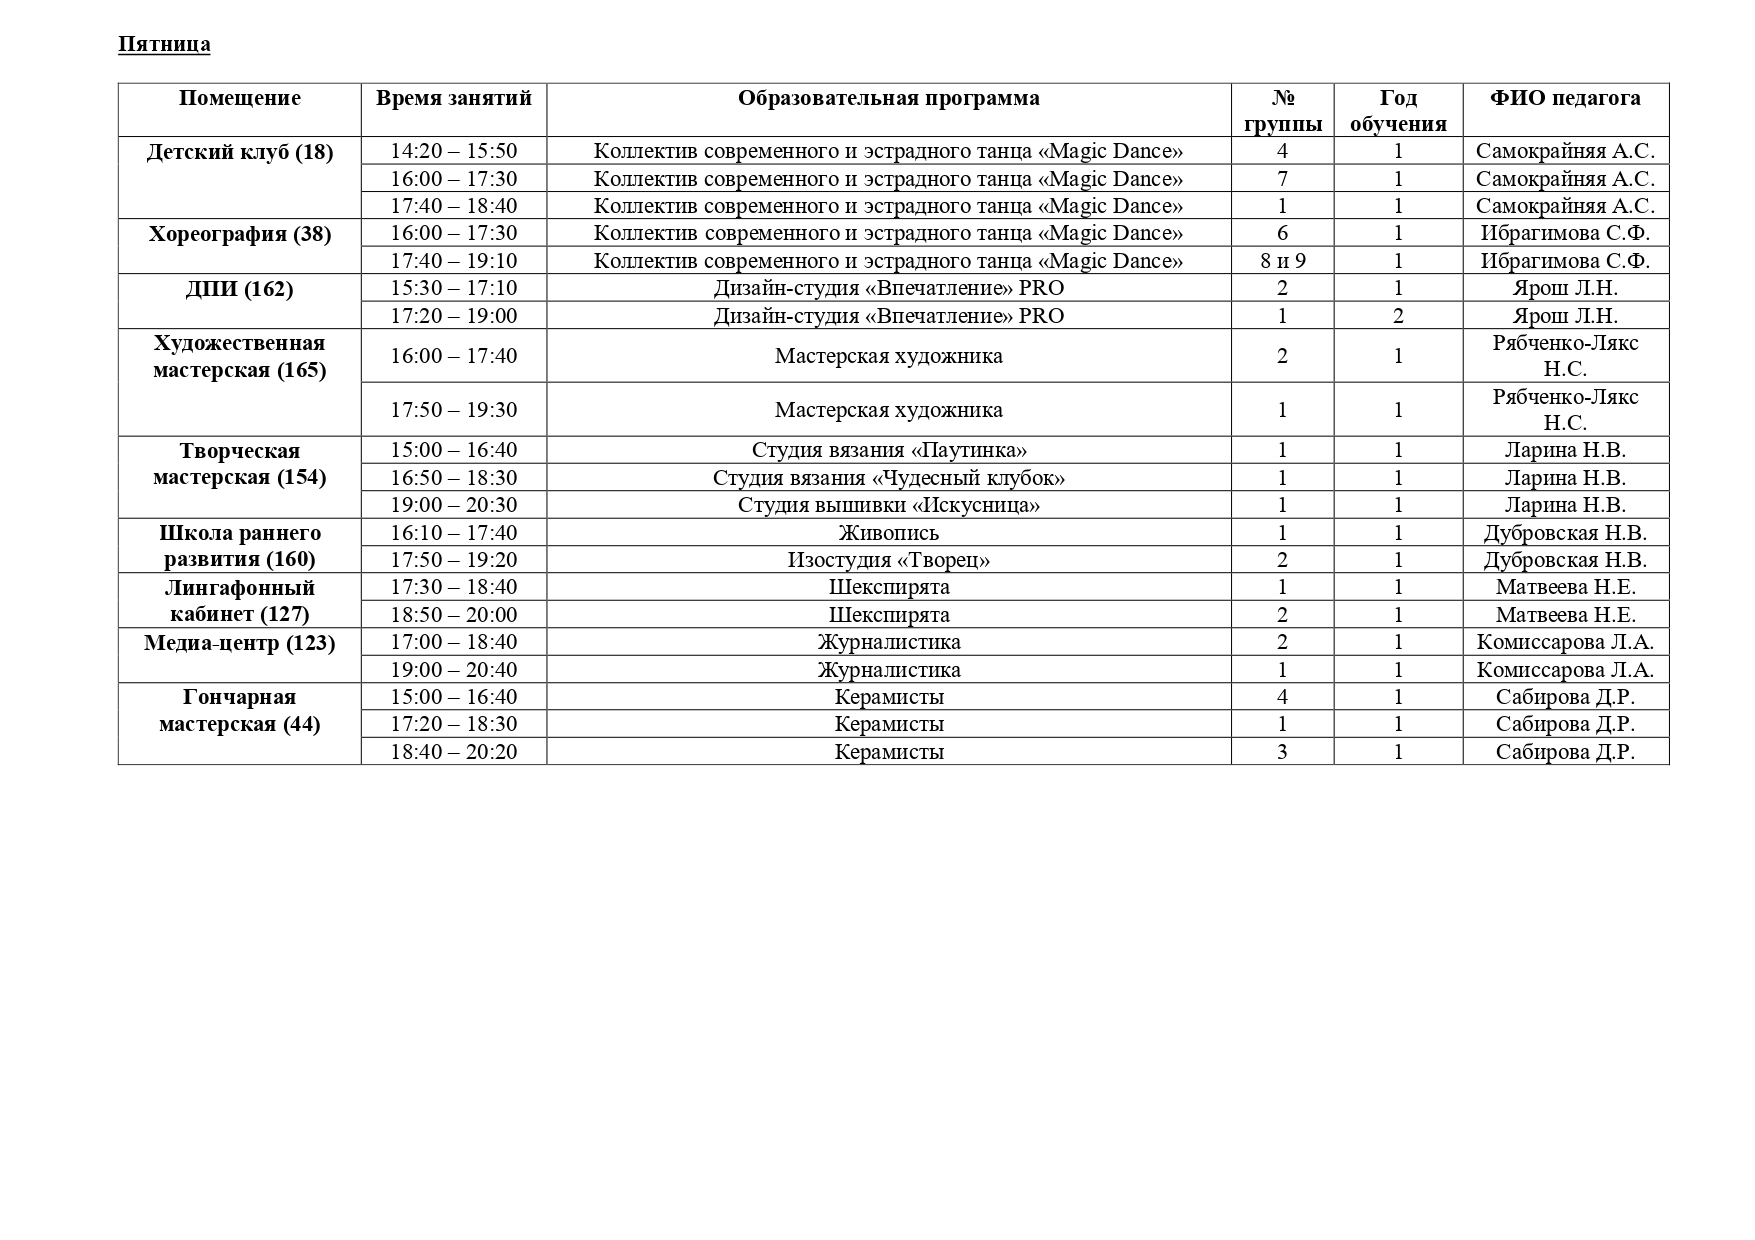 Пятница
Помещение Время занятий Образовательная программа № группы Год обучения ФИО педагога
Детский клуб (18) 14:20 – 15:50 Коллектив современного и эстрадного танца «Magic Dance» 4 1 Самокрайняя А.С.
16:00 – 17:30 Коллектив современного и эстрадного танца «Magic Dance» 7 1 Самокрайняя А.С.
17:40 – 18:40 Коллектив современного и эстрадного танца «Magic Dance» 1 1 Самокрайняя А.С.
Хореография (38) 16:00 – 17:30 Коллектив современного и эстрадного танца «Magic Dance» 6 1 Ибрагимова С.Ф.
17:40 – 19:10 Коллектив современного и эстрадного танца «Magic Dance» 8 и 9 1 Ибрагимова С.Ф.
ДПИ (162) 15:30 – 17:10 Дизайн-студия «Впечатление» PRO 2 1 Ярош Л.Н.
17:20 – 19:00 Дизайн-студия «Впечатление» PRO 1 2 Ярош Л.Н.
Художественная мастерская (165) 16:00 – 17:40 Мастерская художника 2 1 Рябченко-Лякс Н.С.
17:50 – 19:30 Мастерская художника 1 1 Рябченко-Лякс Н.С.
Творческая мастерская (154) 15:00 – 16:40 Студия вязания «Паутинка» 1 1 Ларина Н.В.
16:50 – 18:30 Студия вязания «Чудесный клубок» 1 1 Ларина Н.В.
19:00 – 20:30 Студия вышивки «Искусница» 1 1 Ларина Н.В.
Школа раннего развития (160) 16:10 – 17:40 Живопись 1 1 Дубровская Н.В.
17:50 – 19:20 Изостудия «Творец» 2 1 Дубровская Н.В.
Лингафонный кабинет (127) 17:30 – 18:40 Шекспирята 1 1 Матвеева Н.Е.
18:50 – 20:00 Шекспирята 2 1 Матвеева Н.Е.
Медиа-центр (123) 17:00 – 18:40 Журналистика 2 1 Комиссарова Л.А.
19:00 – 20:40 Журналистика 1 1 Комиссарова Л.А.
Гончарная мастерская (44) 15:00 – 16:40 Керамисты 4 1 Сабирова Д.Р.
17:20 – 18:30 Керамисты 1 1 Сабирова Д.Р.
18:40 – 20:20 Керамисты 3 1 Сабирова Д.Р.